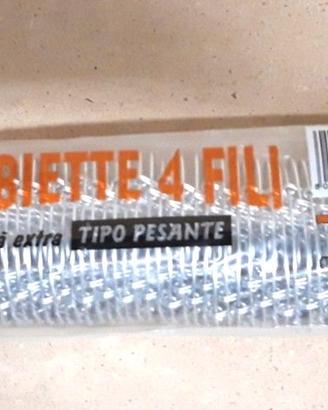 BIETTE 4 FILI
à extra TIPO PESANTE